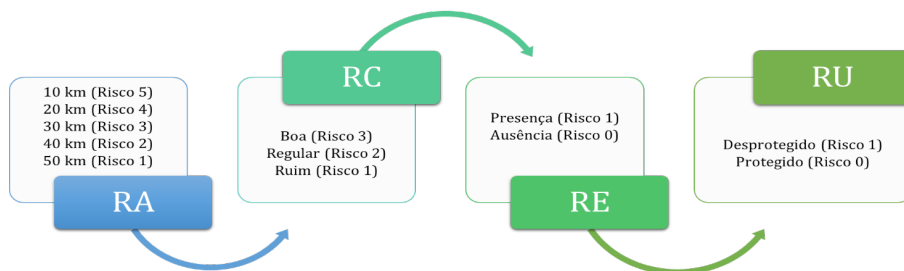 10 km (Risco 5)
20 km (Risco 4)
30 km (Risco 3)
40 km (Risco 2)
50 km (Risco 1)
RA
RC
Boa (Risco 3)
Regular (Risco 2)
Ruim (Risco 1)
Presença (Risco 1)
Ausência (Risco 0)
RE
RU
Desprotegido (Risco 1)
Protegido (Risco 0)